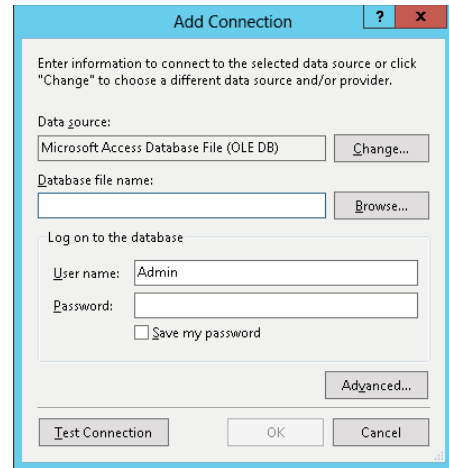 Add Connection
?
x
Enter information to connect to the selected data source or click
"Change" to choose a different data source and/or provider.
Data source:
Microsoft Access Database File (OLE DB)
Change...
Database file name:
Browse...
Log on to the database
User name:
Admin
Password:
Save my password
Advanced...
Test Connection
OK
Cancel